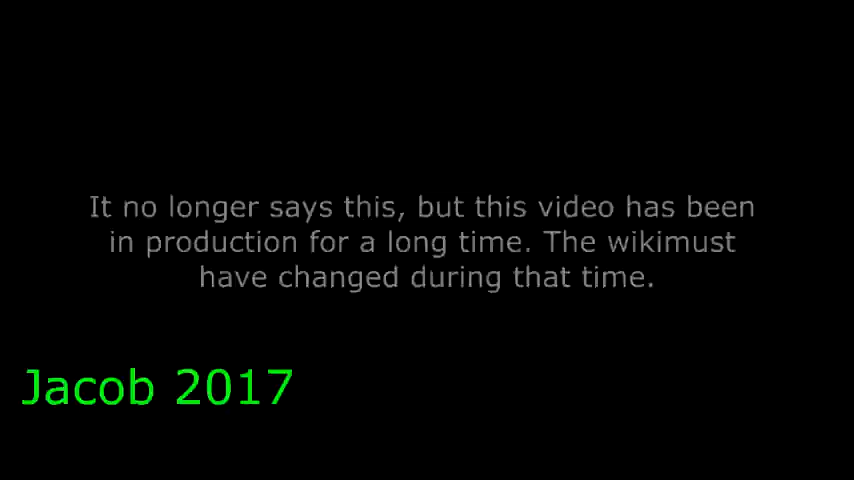 It no longer says this, but this video has been
in production for a long time. The wikimust
have changed during that time.
Jacob 2017